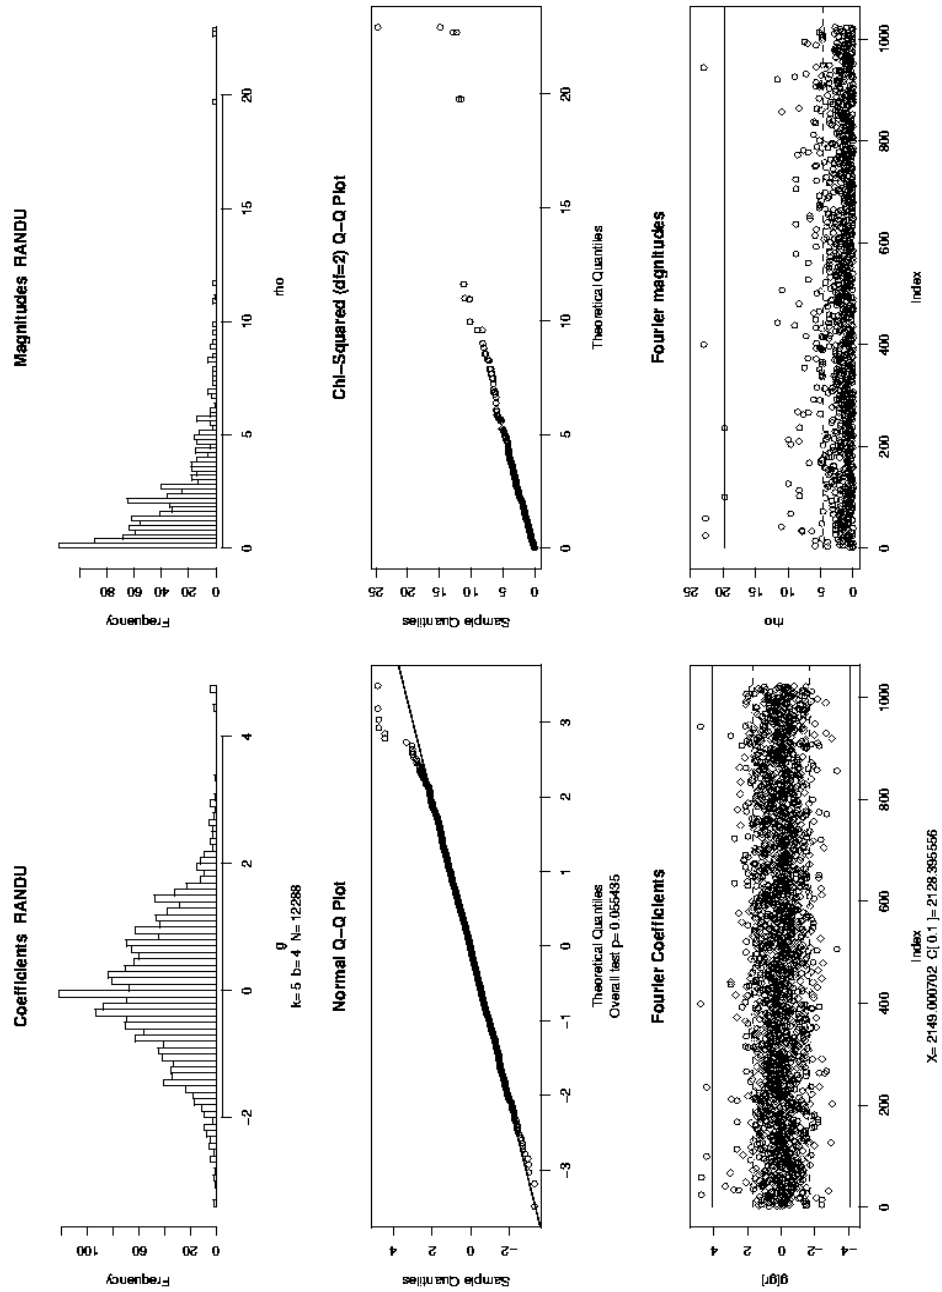 Coefficients RANDU
Frequency
0 20 60 100
−2 0 2 4
g
k= 5 b= 4 N= 12288
Magnitudes RANDU
Frequency
0 20 40 60 80
0 5 10 15 20
rho
Normal Q−Q Plot
Sample Quantiles
−2 0 2 4
−3 −2 −1 0 1 2 3
Theoretical Quantiles
Overall test p= 0.055435
Chi−Squared (df=2) Q−Q Plot
Sample Quantiles
0 5 10 15 20 25
0 5 10 15 20
Theoretical Quantiles
Fourier Coefficients
g[gr]
−4 −2 0 2 4
0 200 400 600 800 1000
Index
X= 2149.000702 C[ 0.1 ]= 2128.395556
Fourier magnitudes
rho
0 5 10 15 20 25
0 200 400 600 800 1000
Index